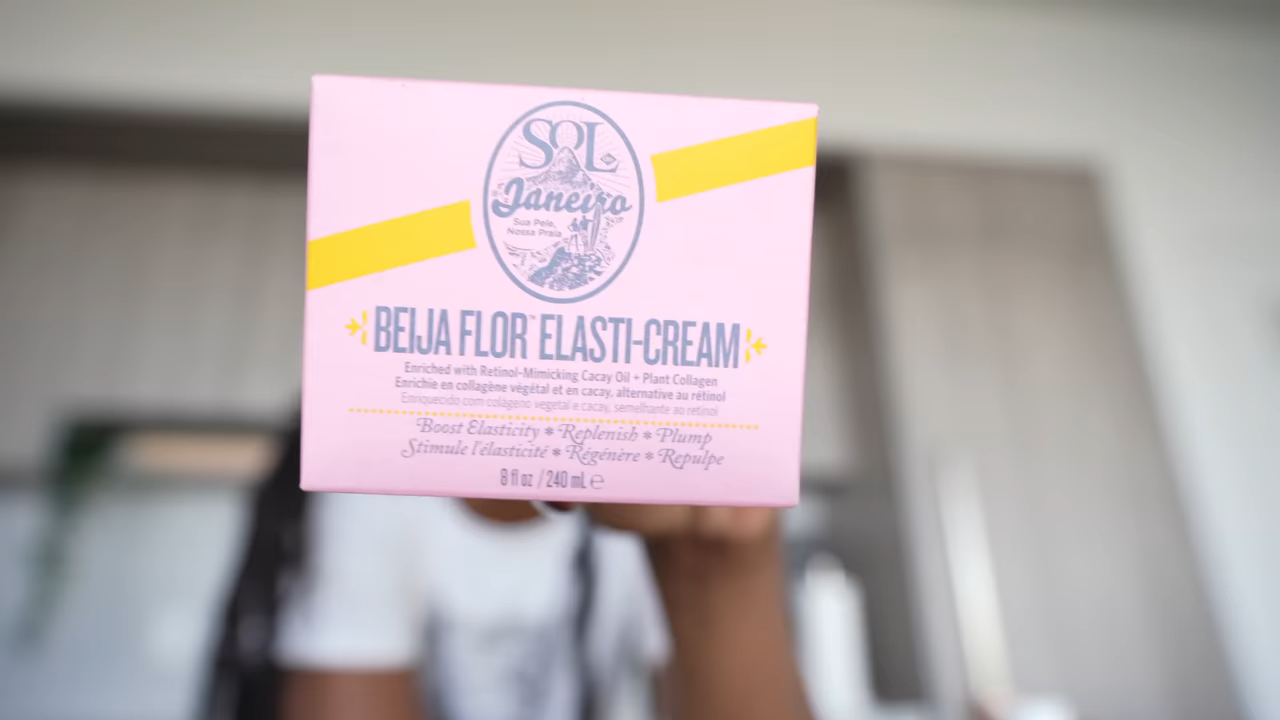 SOL
Janeiro
Sua Pele,
Nossa Praia
BEIJA FLOR™ ELASTI-CREAM
Enriched with Retinol-Mimicking Cacay Oil + Plant Collagen
Enrichie en collagène végétal et en cacay, alternative au rétinol
Enriquecido com colágeno vegetal e cacay, semelhante ao retinol
Boost Elasticity * Replenish * Plump
Stimule l'élasticité * Régénère * Repulpe
8 fl oz / 240 mL ℮